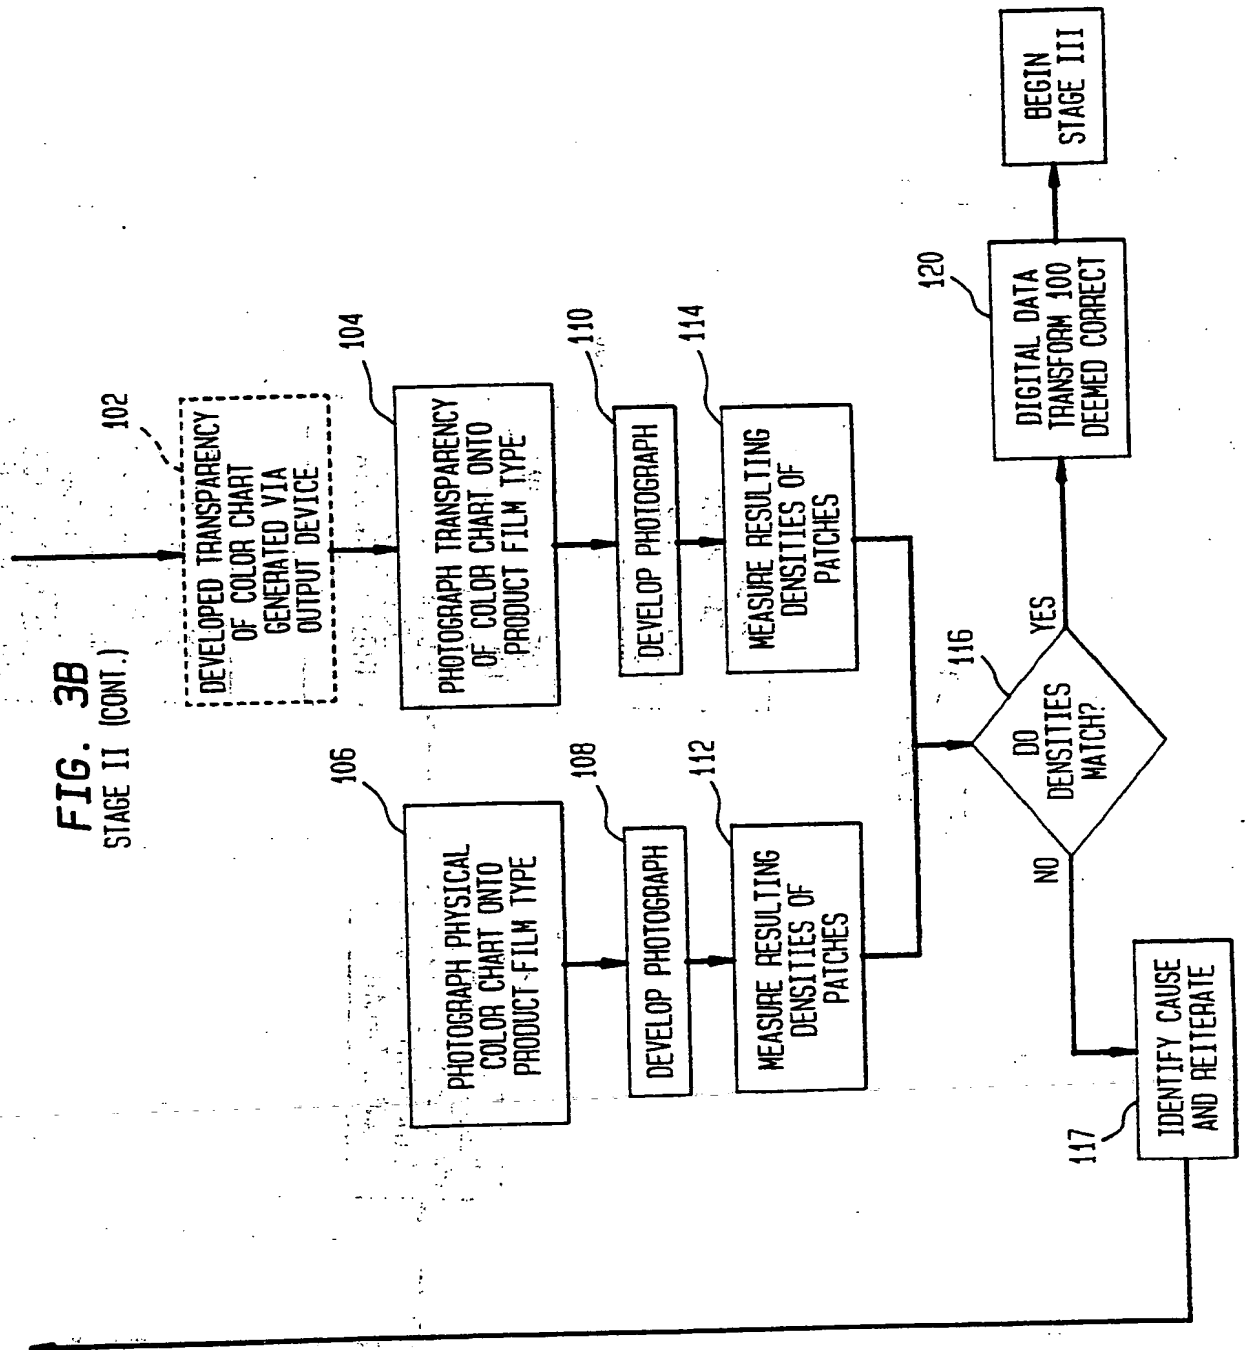 FIG. 3B
STAGE II (CONT.)
102
DEVELOPED TRANSPARENCY
OF COLOR CHART
GENERATED VIA
OUTPUT DEVICE
104
PHOTOGRAPH TRANSPARENCY
OF COLOR CHART ONTO
PRODUCT FILM TYPE
106
PHOTOGRAPH PHYSICAL
COLOR CHART ONTO
PRODUCT-FILM TYPE
108
DEVELOP PHOTOGRAPH
110
DEVELOP PHOTOGRAPH
112
MEASURE RESULTING
DENSITIES OF
PATCHES
114
MEASURE RESULTING
DENSITIES OF
PATCHES
116
DO
DENSITIES
MATCH?
NO
YES
117
IDENTIFY CAUSE
AND REITERATE
120
DIGITAL DATA
TRANSFORM 100
DEEMED CORRECT
BEGIN
STAGE III